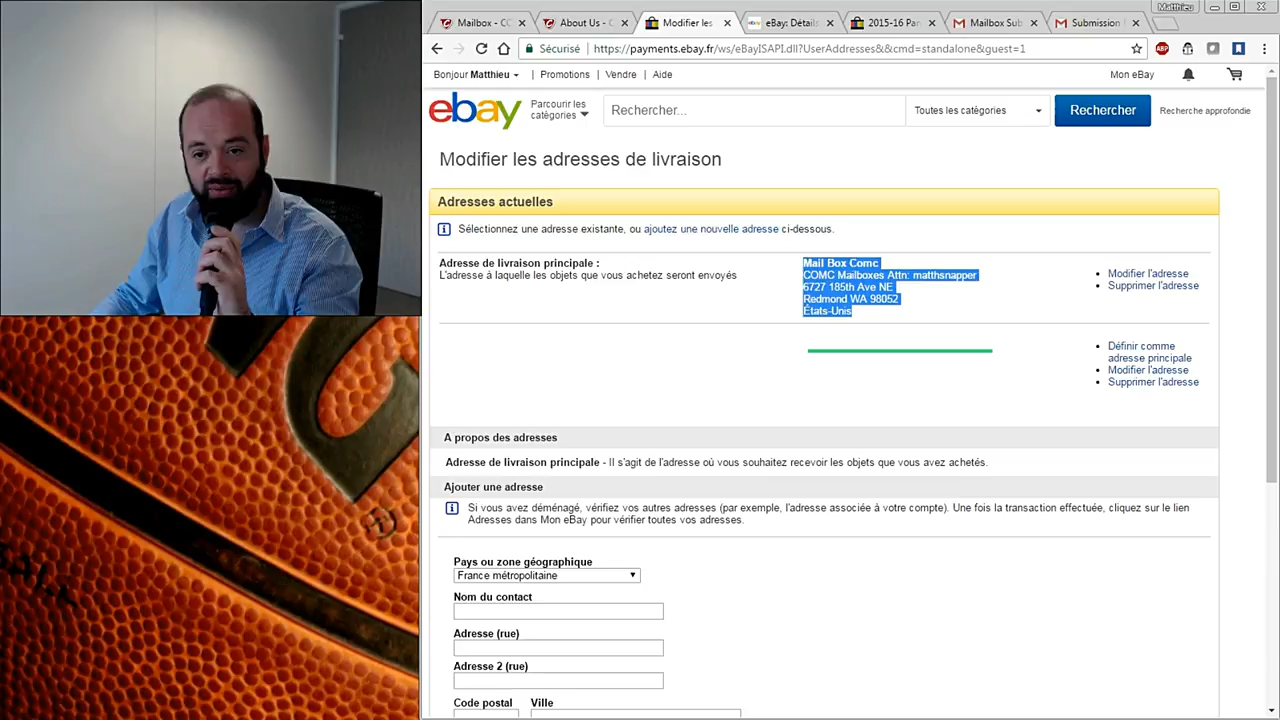 Matthieu
Mailbox - CC
About Us - C
Modifier les
eBay: Détails
2015-16 Pan
Mailbox Sub
Submission
Sécurisé
https://payments.ebay.fr/ws/eBayISAPI.dll?UserAddresses&&cmd=standalone&guest=1
ABP
Bonjour Matthieu
Promotions
Vendre
Aide
Mon eBay
ebay
Parcourir les
catégories
Rechercher...
Toutes les catégories
Rechercher
Recherche approfondie
Modifier les adresses de livraison
Adresses actuelles
Sélectionnez une adresse existante, ou ajoutez une nouvelle adresse ci-dessous.
Adresse de livraison principale :
L'adresse à laquelle les objets que vous achetez seront envoyés
Mail Box Comc
COMC Mailboxes Attn: matthsnapper
6727 185th Ave NE
Redmond WA 98052
États-Unis
Modifier l'adresse
Supprimer l'adresse
Définir comme
adresse principale
Modifier l'adresse
Supprimer l'adresse
A propos des adresses
Adresse de livraison principale - Il s'agit de l'adresse où vous souhaitez recevoir les objets que vous avez achetés.
Ajouter une adresse
Si vous avez déménagé, vérifiez vos autres adresses (par exemple, l'adresse associée à votre compte). Une fois la transaction effectuée, cliquez sur le lien
Adresses dans Mon eBay pour vérifier toutes vos adresses.
Pays ou zone géographique
France métropolitaine
Nom du contact
Adresse (rue)
Adresse 2 (rue)
Code postal
Ville